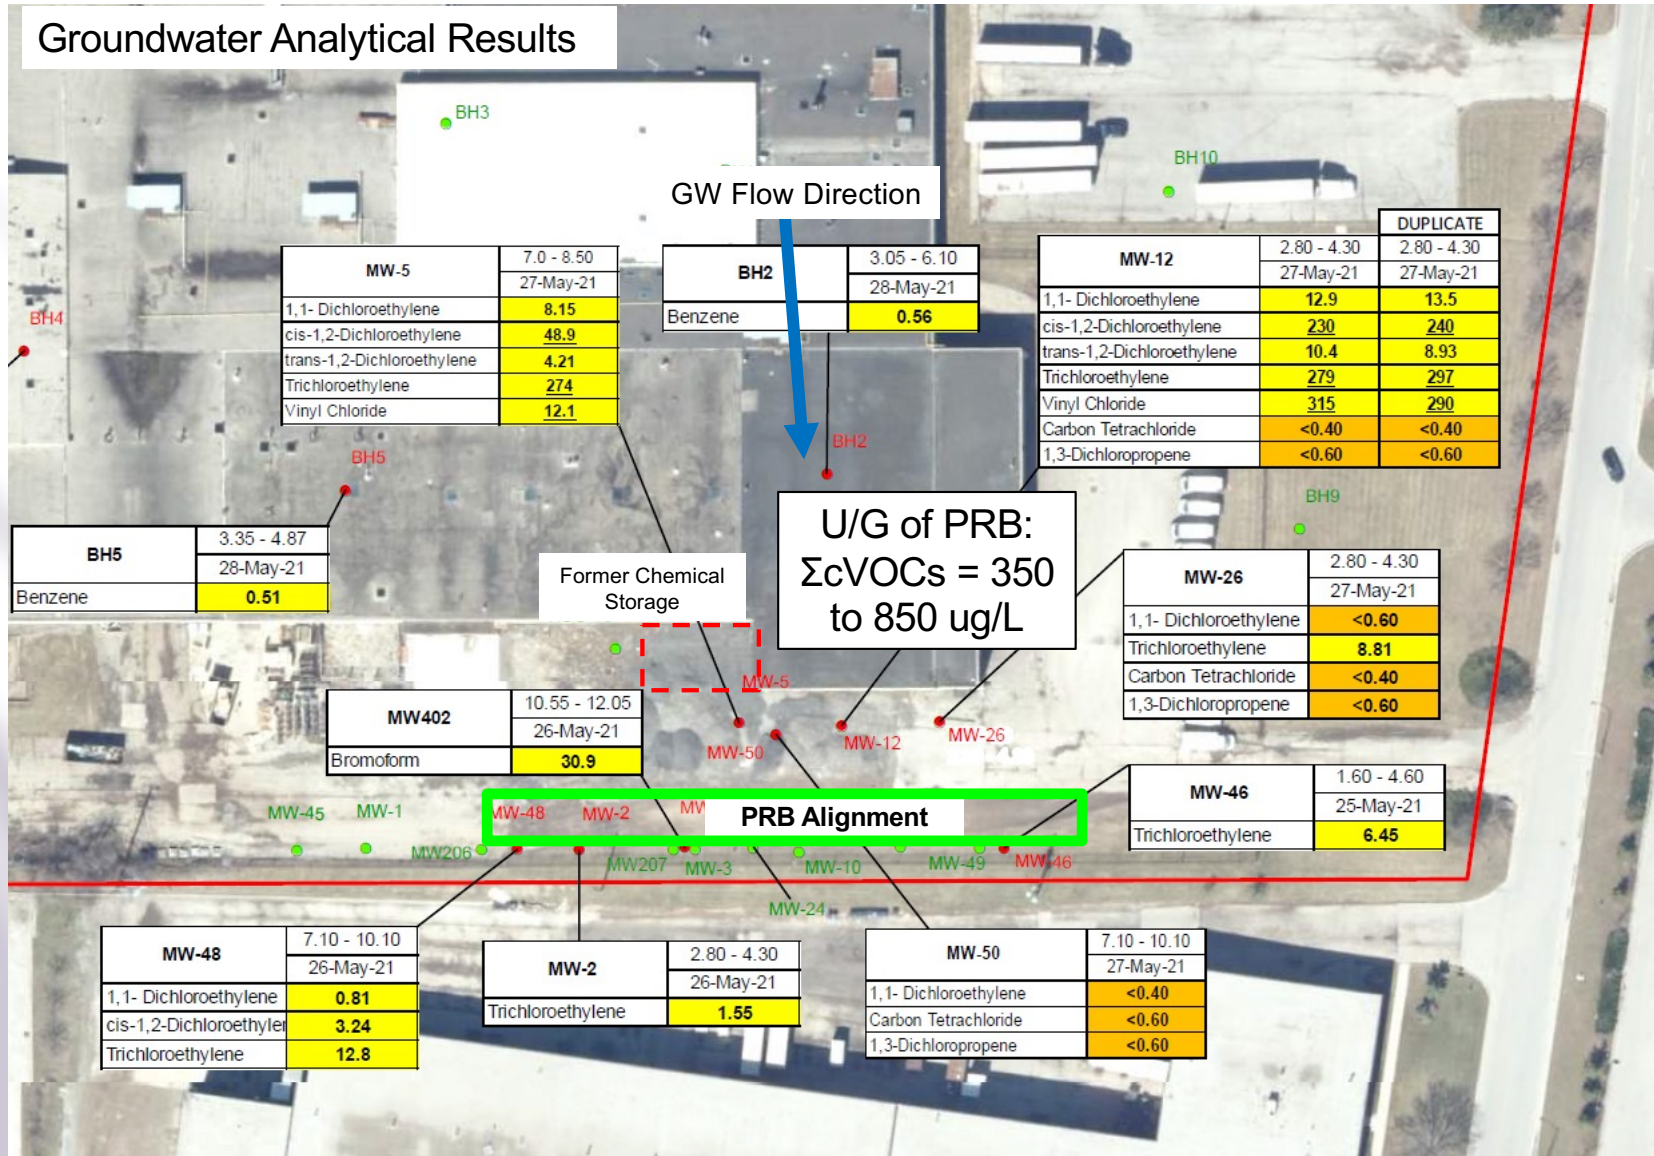 Groundwater Analytical Results
BH3
BH10
GW Flow Direction
DUPLICATE
MW-5
7.0 - 8.50
27-May-21
1,1- Dichloroethylene 8.15
cis-1,2-Dichloroethylene 48.9
trans-1,2-Dichloroethylene 4.21
Trichloroethylene 274
Vinyl Chloride 12.1
BH2
3.05 - 6.10
28-May-21
Benzene 0.56
MW-12
2.80 - 4.30 2.80 - 4.30
27-May-21 27-May-21
1,1- Dichloroethylene 12.9 13.5
cis-1,2-Dichloroethylene 230 240
trans-1,2-Dichloroethylene 10.4 8.93
Trichloroethylene 279 297
Vinyl Chloride 315 290
Carbon Tetrachloride <0.40 <0.40
1,3-Dichloropropene <0.60 <0.60
BH4
BH5
BH2
BH9
BH5
3.35 - 4.87
28-May-21
Benzene 0.51
U/G of PRB:
ΣcVOCs = 350
to 850 ug/L
Former Chemical
Storage
MW-26
2.80 - 4.30
27-May-21
1,1- Dichloroethylene <0.60
Trichloroethylene 8.81
Carbon Tetrachloride <0.40
1,3-Dichloropropene <0.60
MW-5
MW-50
MW-12
MW-26
MW402
10.55 - 12.05
26-May-21
Bromoform 30.9
MW-46
1.60 - 4.60
25-May-21
Trichloroethylene 6.45
MW-45
MW-1
MW-48
MW-2
MW
PRB Alignment
MW206
MW207
MW-3
MW-10
MW-49
MW-46
MW-24
MW-48
7.10 - 10.10
26-May-21
1,1- Dichloroethylene 0.81
cis-1,2-Dichloroethyler 3.24
Trichloroethylene 12.8
MW-2
2.80 - 4.30
26-May-21
Trichloroethylene 1.55
MW-50
7.10 - 10.10
27-May-21
1,1- Dichloroethylene <0.40
Carbon Tetrachloride <0.60
1,3-Dichloropropene <0.60